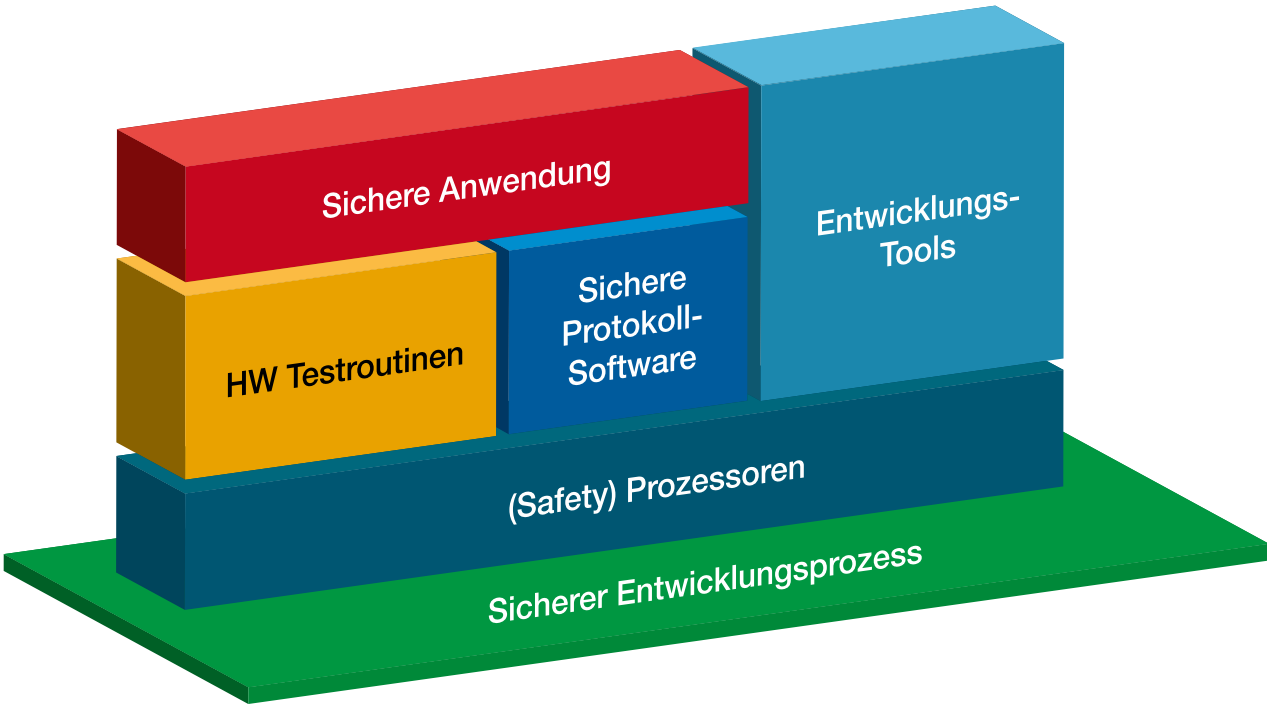 Sichere Anwendung
Entwicklungs-
Tools
HW Testroutinen
Sichere
Protokoll-
Software
(Safety) Prozessoren
Sicherer Entwicklungsprozess